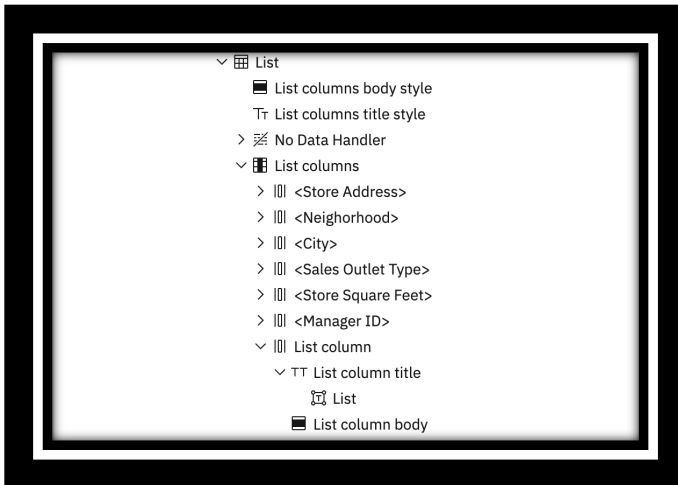 List
List columns body style
List columns title style
No Data Handler
List columns
<Store Address>
<Neighorhood>
<City>
<Sales Outlet Type>
<Store Square Feet>
<Manager ID>
List column
List column title
List
List column body